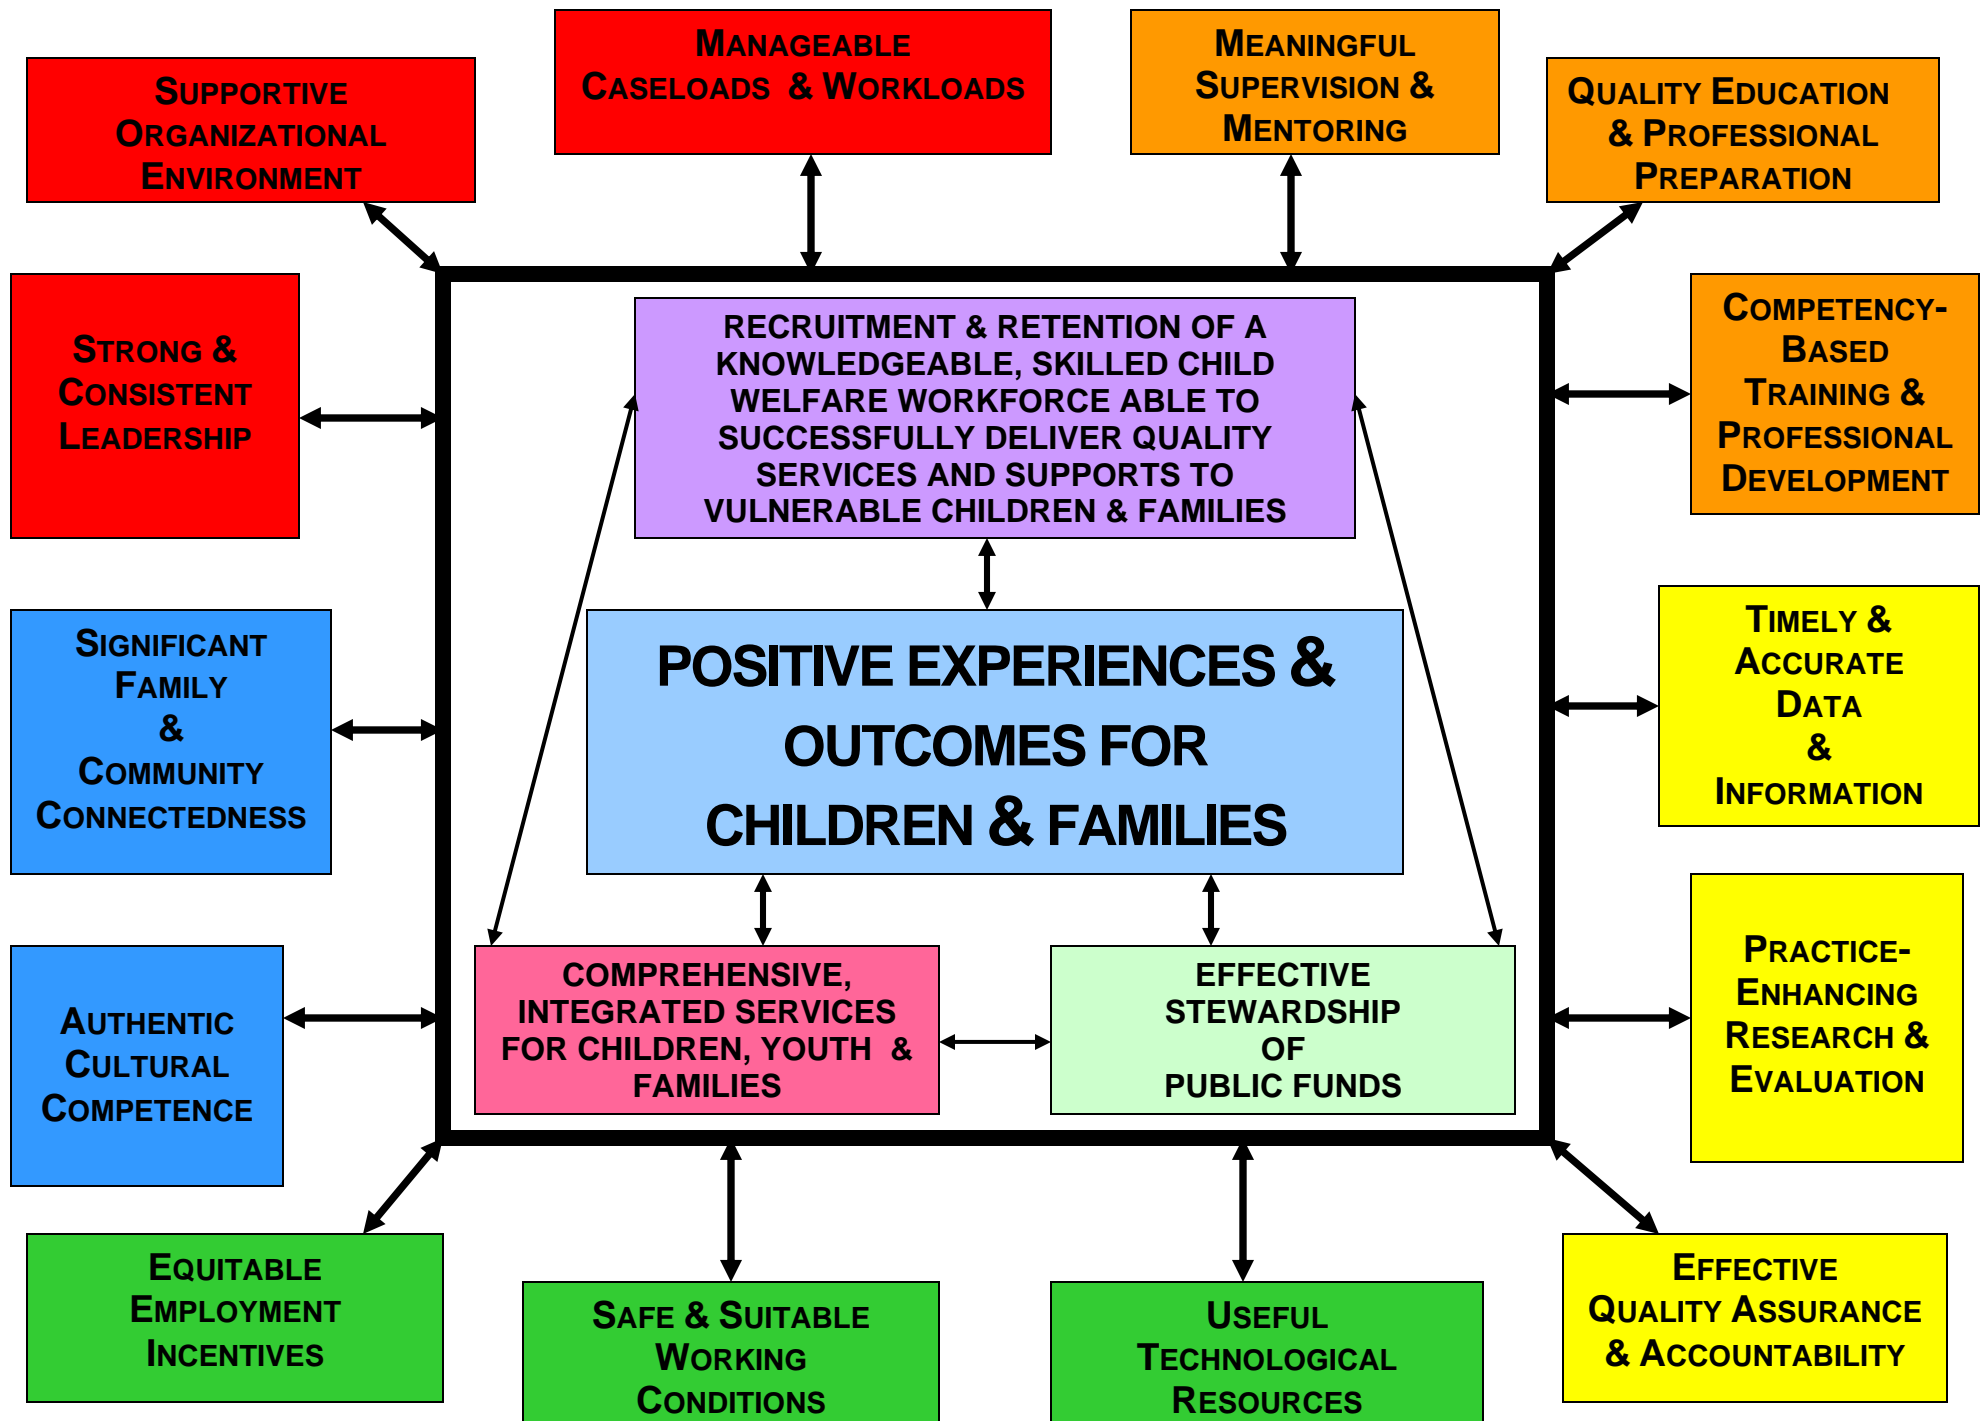 MANAGEABLE
CASELOADS & WORKLOADS
MEANINGFUL
SUPERVISION &
MENTORING
SUPPORTIVE
ORGANIZATIONAL
ENVIRONMENT
QUALITY EDUCATION
& PROFESSIONAL
PREPARATION
STRONG &
CONSISTENT
LEADERSHIP
RECRUITMENT & RETENTION OF A
KNOWLEDGEABLE, SKILLED CHILD
WELFARE WORKFORCE ABLE TO
SUCCESSFULLY DELIVER QUALITY
SERVICES AND SUPPORTS TO
VULNERABLE CHILDREN & FAMILIES
COMPETENCY-
BASED
TRAINING &
PROFESSIONAL
DEVELOPMENT
SIGNIFICANT
FAMILY
&
COMMUNITY
CONNECTEDNESS
POSITIVE EXPERIENCES &
OUTCOMES FOR
CHILDREN & FAMILIES
TIMELY &
ACCURATE
DATA
&
INFORMATION
AUTHENTIC
CULTURAL
COMPETENCE
COMPREHENSIVE,
INTEGRATED SERVICES
FOR CHILDREN, YOUTH &
FAMILIES
EFFECTIVE
STEWARDSHIP
OF
PUBLIC FUNDS
PRACTICE-
ENHANCING
RESEARCH &
EVALUATION
EQUITABLE
EMPLOYMENT
INCENTIVES
SAFE & SUITABLE
WORKING
CONDITIONS
USEFUL
TECHNOLOGICAL
RESOURCES
EFFECTIVE
QUALITY ASSURANCE
& ACCOUNTABILITY